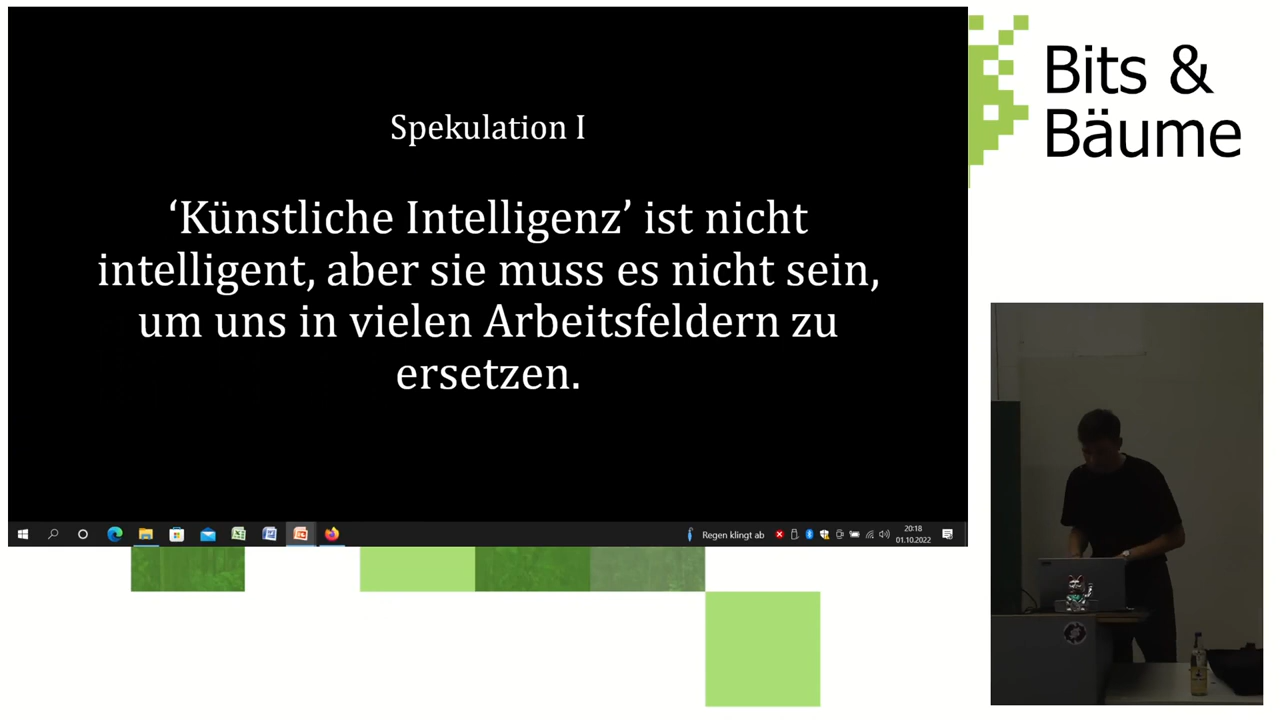 Spekulation I
‘Künstliche Intelligenz’ ist nicht
intelligent, aber sie muss es nicht sein,
um uns in vielen Arbeitsfeldern zu
ersetzen.
Regen klingt ab
20:18
01.10.2022
Bits &
Bäume